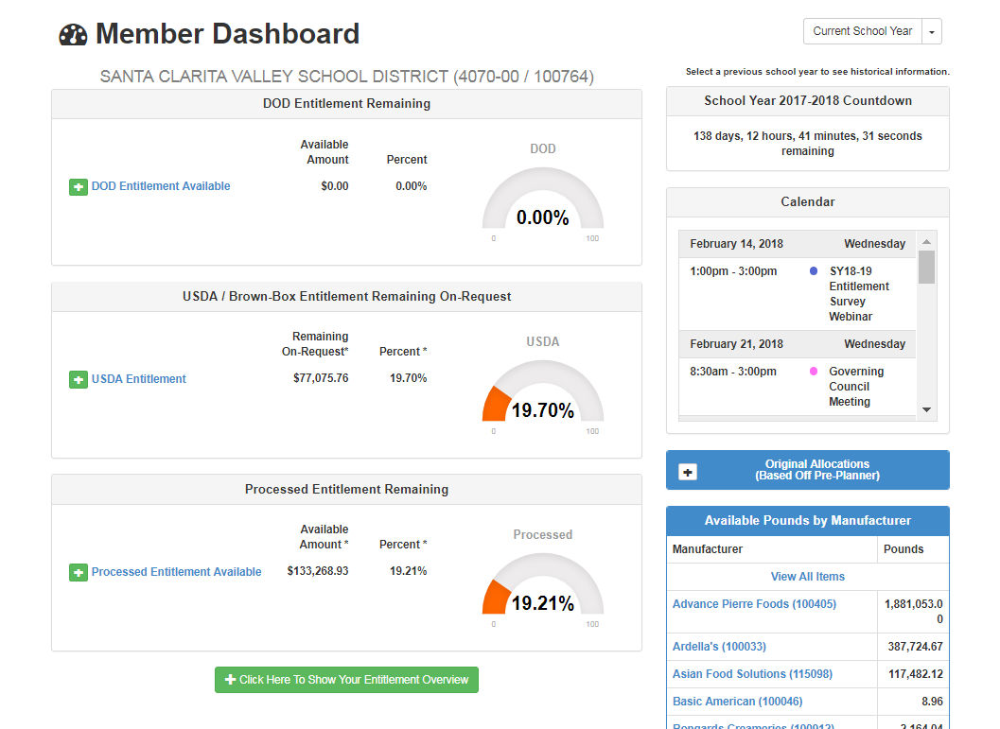 Member Dashboard
Current School Year
SANTA CLARITA VALLEY SCHOOL DISTRICT (4070-00 / 100764)
Select a previous school year to see historical information.
DOD Entitlement Remaining
Available
Amount
Percent
DOD Entitlement Available
$0.00
0.00%
DOD
0.00%
0
100
USDA / Brown-Box Entitlement Remaining On-Request
Remaining
On-Request*
Percent *
USDA Entitlement
$77,075.76
19.70%
USDA
19.70%
0
100
Processed Entitlement Remaining
Available
Amount *
Percent *
Processed Entitlement Available
$133,268.93
19.21%
Processed
19.21%
0
100
Click Here To Show Your Entitlement Overview
School Year 2017-2018 Countdown
138 days, 12 hours, 41 minutes, 31 seconds
remaining
Calendar
February 14, 2018 Wednesday
1:00pm - 3:00pm
SY18-19
Entitlement
Survey
Webinar
February 21, 2018 Wednesday
8:30am - 3:00pm
Governing
Council
Meeting
Original Allocations
(Based Off Pre-Planner)
Available Pounds by Manufacturer
Manufacturer Pounds
View All Items
Advance Pierre Foods (100405) 1,881,053.0
0
Ardella's (100033) 387,724.67
Asian Food Solutions (115098) 117,482.12
Basic American (100046) 8.96
Bongards Creameries (100912) 2,164.04